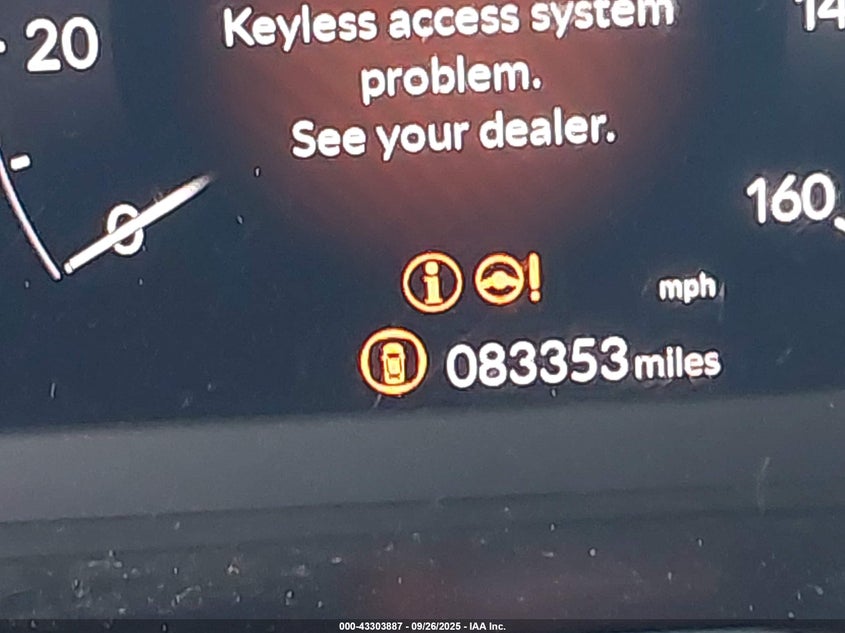 Keyless access system
problem.
See your dealer.
20
0
160
mph
083353 miles
000-43303887 - 09/26/2025 - IAA Inc.